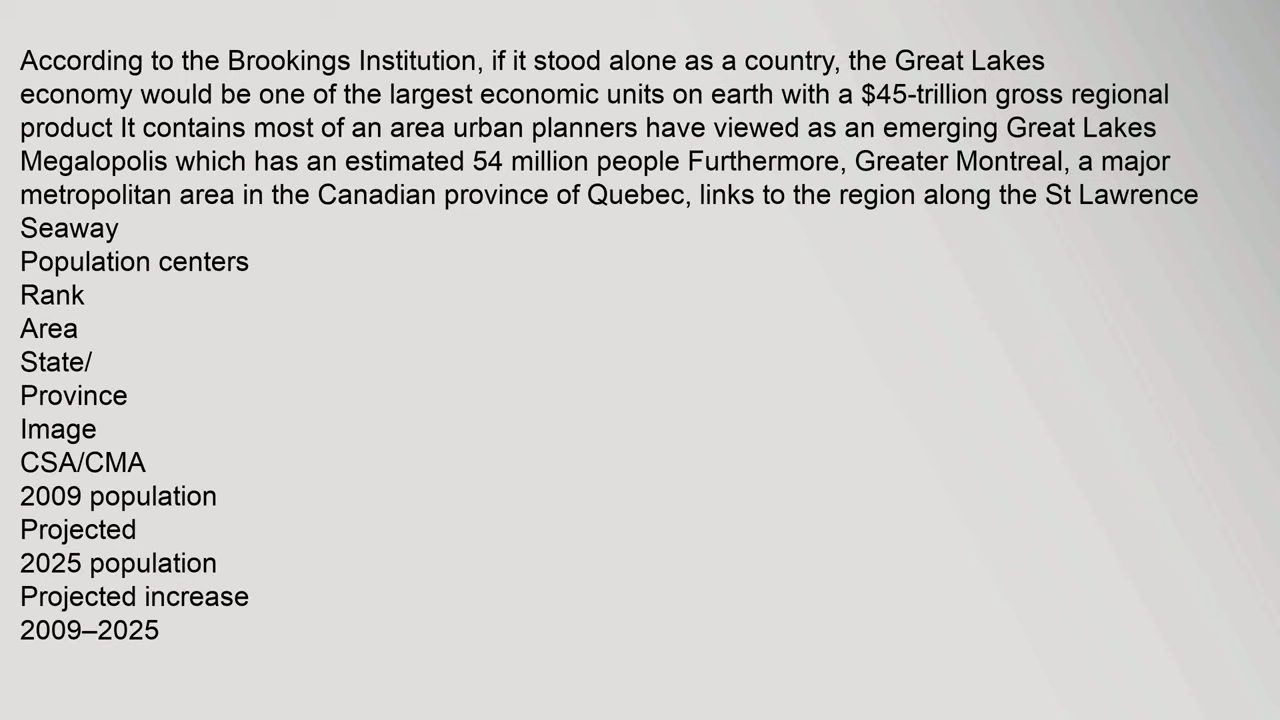 According to the Brookings Institution, if it stood alone as a country, the Great Lakes
economy would be one of the largest economic units on earth with a $45-trillion gross regional
product It contains most of an area urban planners have viewed as an emerging Great Lakes
Megalopolis which has an estimated 54 million people Furthermore, Greater Montreal, a major
metropolitan area in the Canadian province of Quebec, links to the region along the St Lawrence
Seaway
Population centers
Rank
Area
State/
Province
Image
CSA/CMA
2009 population
Projected
2025 population
Projected increase
2009–2025